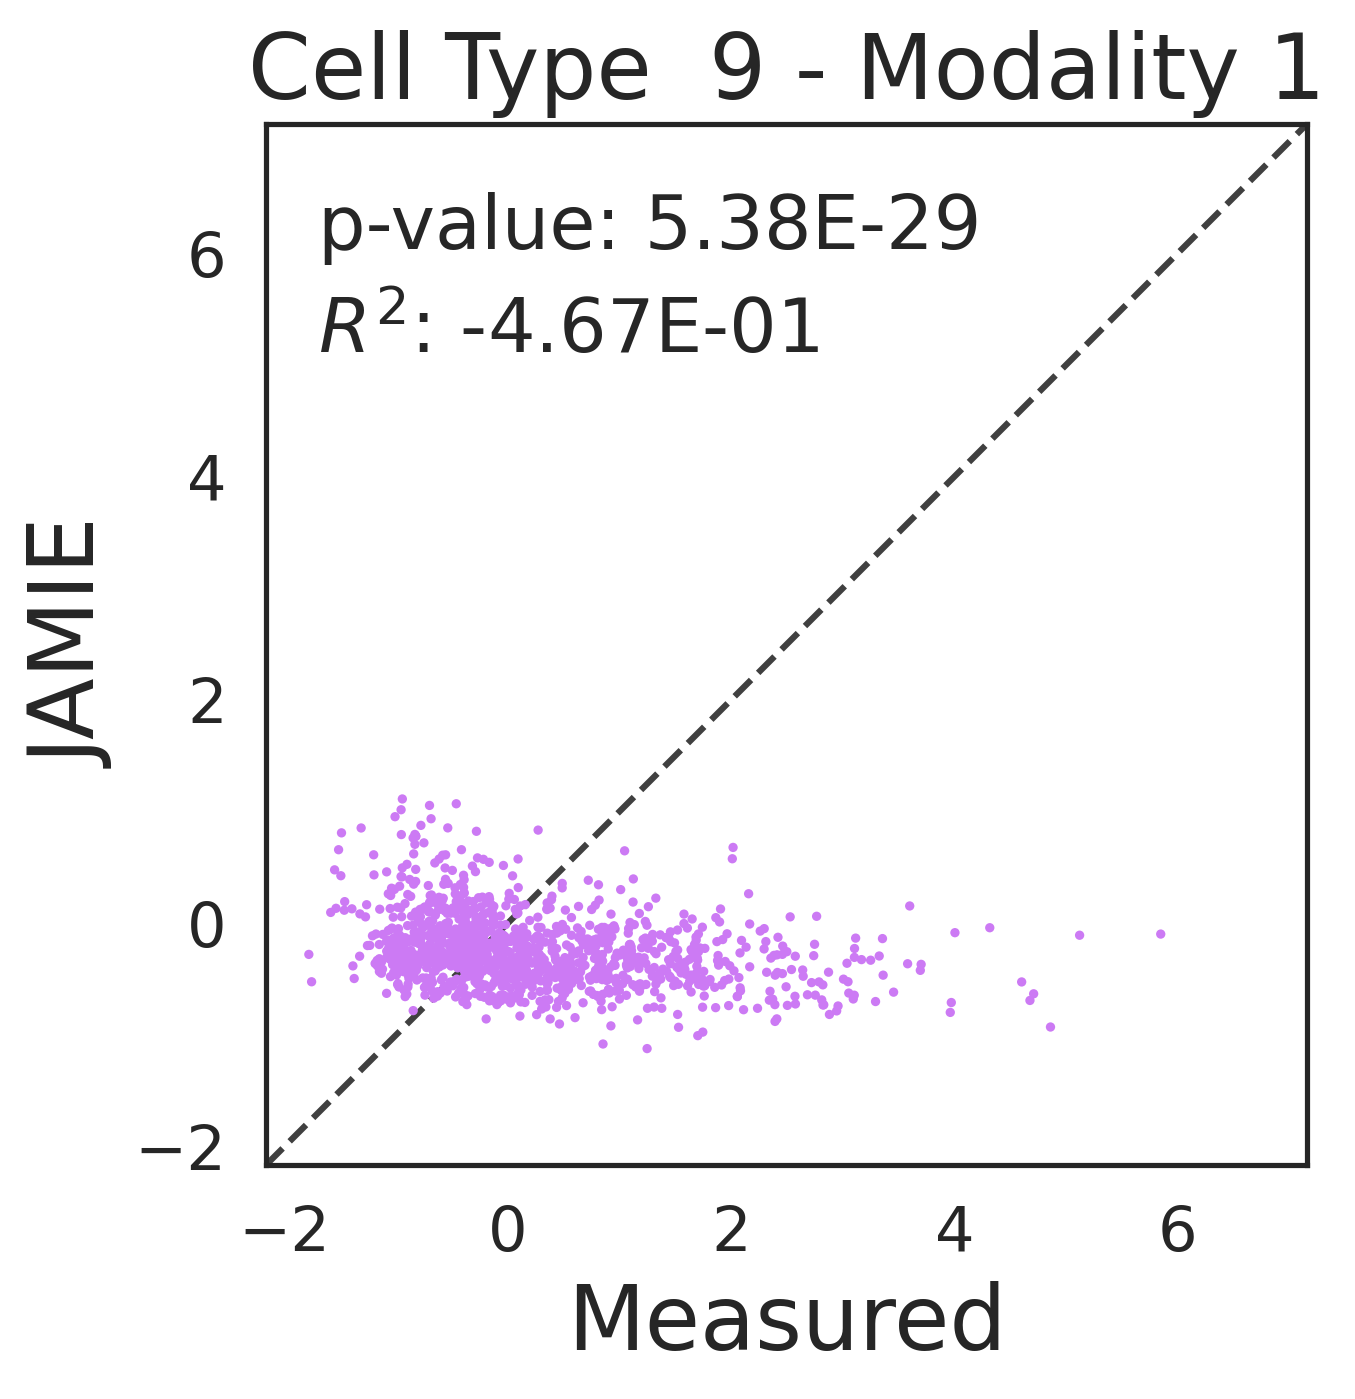 Cell Type  9 - Modality 1
p-value: 5.38E-29
R²: -4.67E-01
6
4
2
0
−2
JAMIE
−2 0 2 4 6
Measured